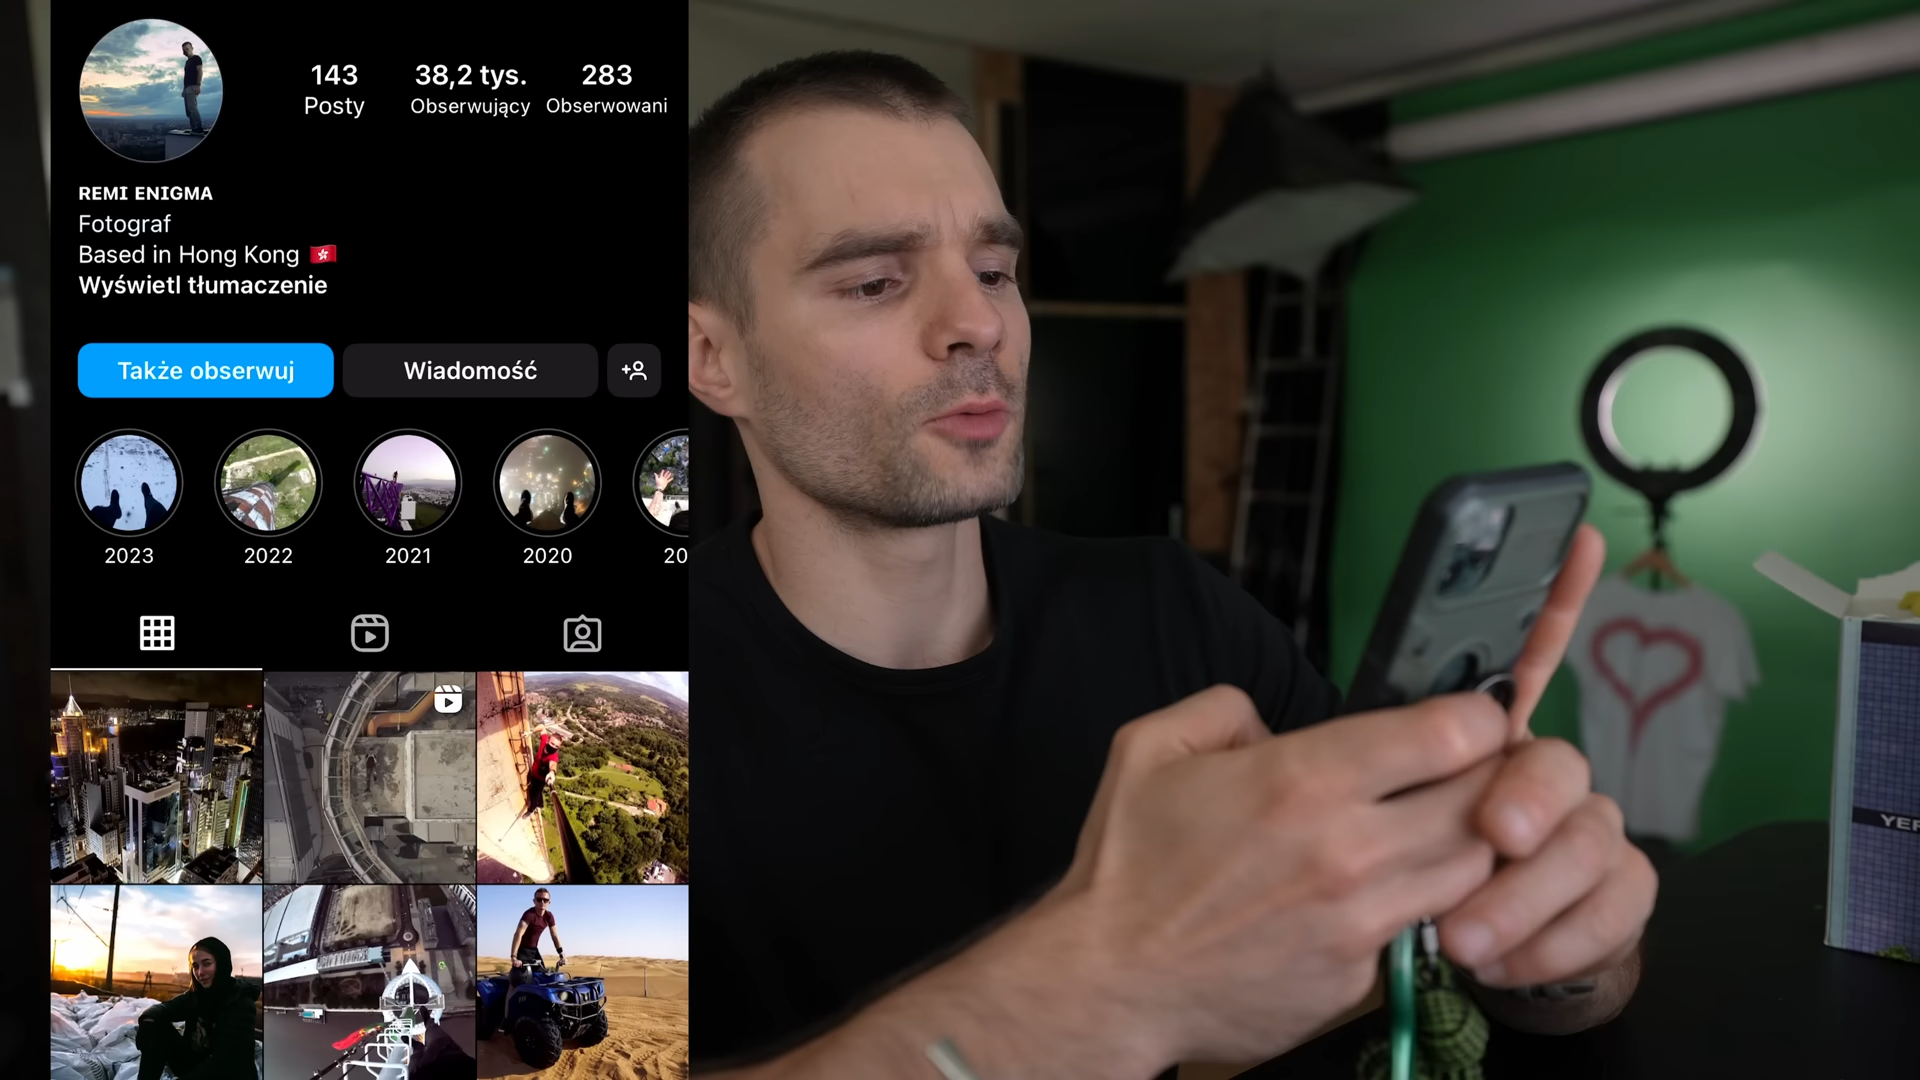 143
Posty
38,2 tys.
Obserwujący
283
Obserwowani
REMI ENIGMA
Fotograf
Based in Hong Kong 🇭🇰
Wyświetl tłumaczenie
Także obserwuj
Wiadomość
2023
2022
2021
2020
20